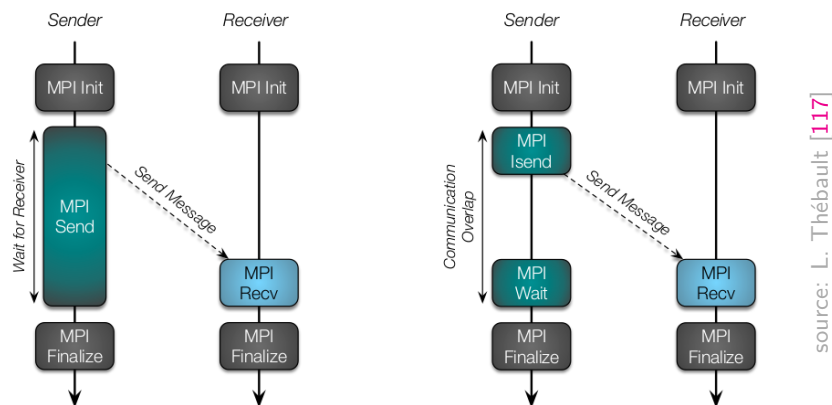 Sender
Receiver
MPI Init
MPI Init
Wait for Receiver
MPI
Send
Send Message
MPI
Recv
MPI
Finalize
MPI
Finalize
Sender
Receiver
MPI Init
MPI Init
Communication
Overlap
MPI
Isend
Send Message
MPI
Wait
MPI
Recv
MPI
Finalize
MPI
Finalize
source: L. Thébault [117]